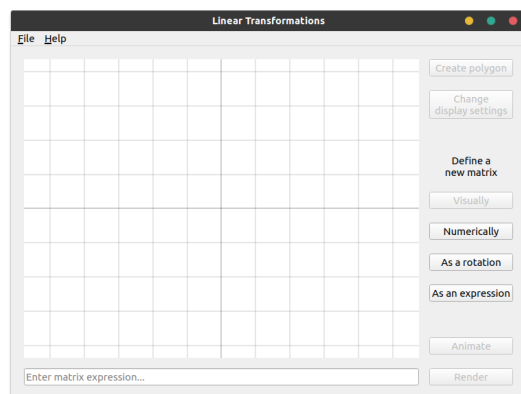 Linear Transformations
File Help
Create polygon
Change
display settings
Define a
new matrix
Visually
Numerically
As a rotation
As an expression
Animate
Enter matrix expression...
Render